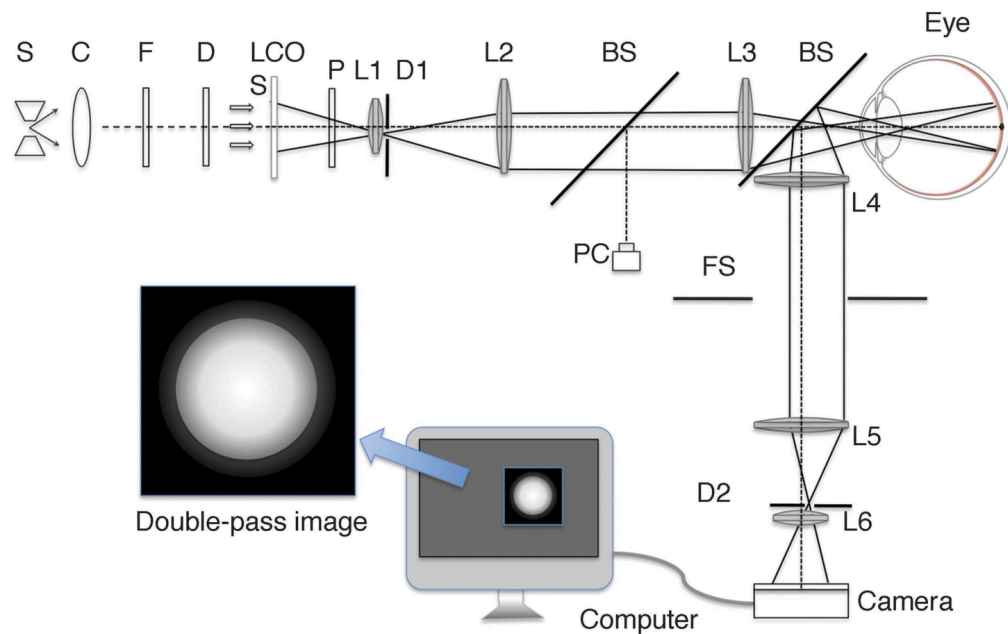 Eye
S C F D LCO L2 BS L3 BS
S P L1 D1
L4
PC FS
L5
D2
L6
Double-pass image
Computer Camera